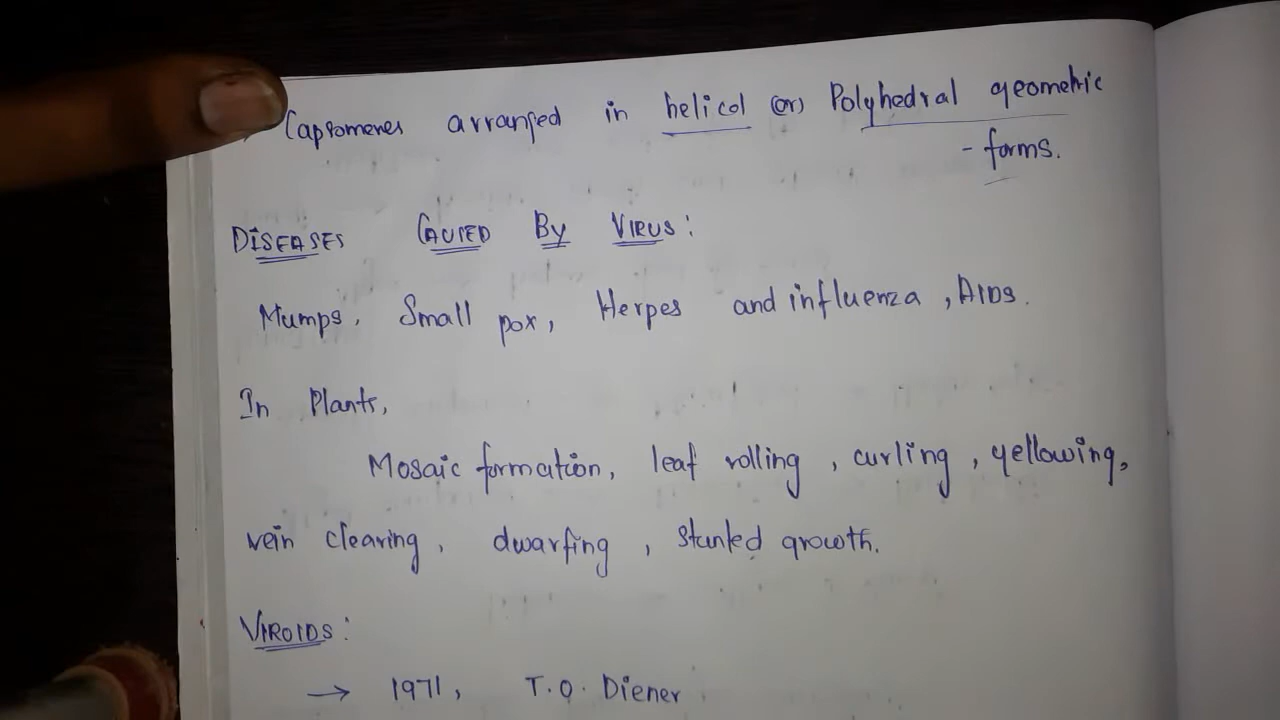 Capsomeres arranged in helical (or) Polyhedral geometric
- forms.
DISEASES CAUSED BY VIRUS:
Mumps, Small pox, Herpes and influenza, AIDS.
In Plants,
Mosaic formation, leaf rolling, curling, yellowing,
vein clearing, dwarfing, stunted growth.
VIROIDS:
→ 1971, T.O. Diener